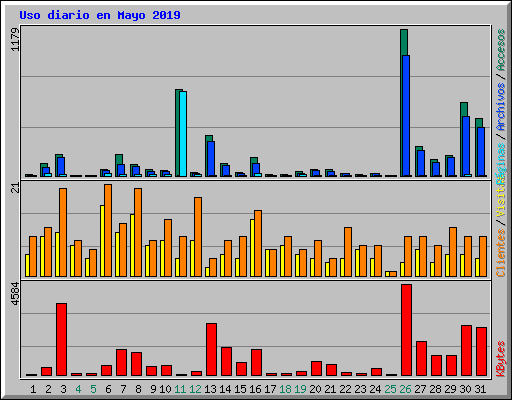 Uso diario en Mayo 2019
1179
21
4584
Accesos / Archivos / Páginas
Clientes / Visitas
KBytes
1 2 3 4 5 6 7 8 9 10 11 12 13 14 15 16 17 18 19 20 21 22 23 24 25 26 27 28 29 30 31